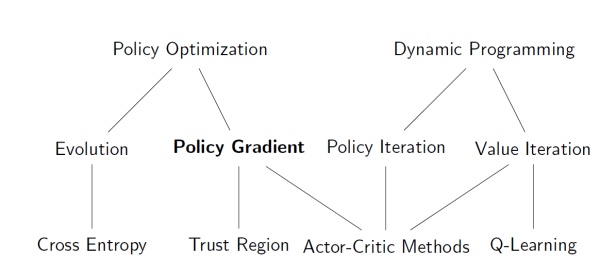 Policy Optimization
Dynamic Programming
Evolution
Policy Gradient
Policy Iteration
Value Iteration
Cross Entropy
Trust Region
Actor-Critic Methods
Q-Learning